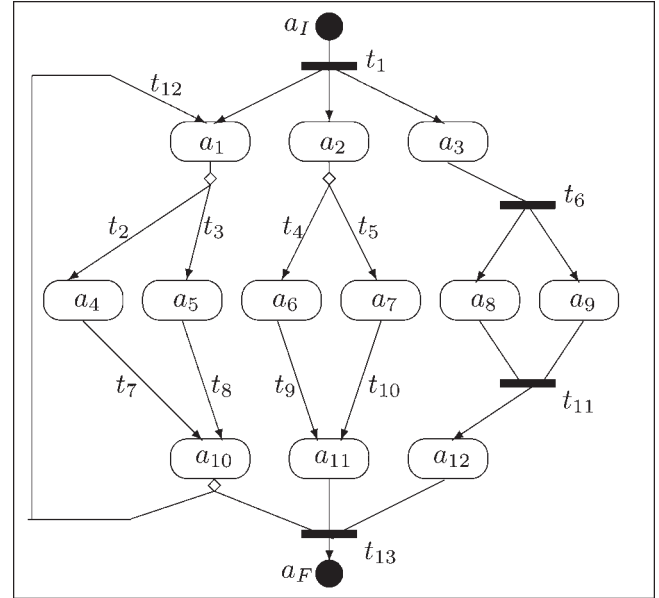 a_I
t_1
t_12
a_1 a_2 a_3
t_2 t_3 t_4 t_5 t_6
a_4 a_5 a_6 a_7 a_8 a_9
t_7 t_8 t_9 t_10 t_11
a_10 a_11 a_12
t_13
a_F